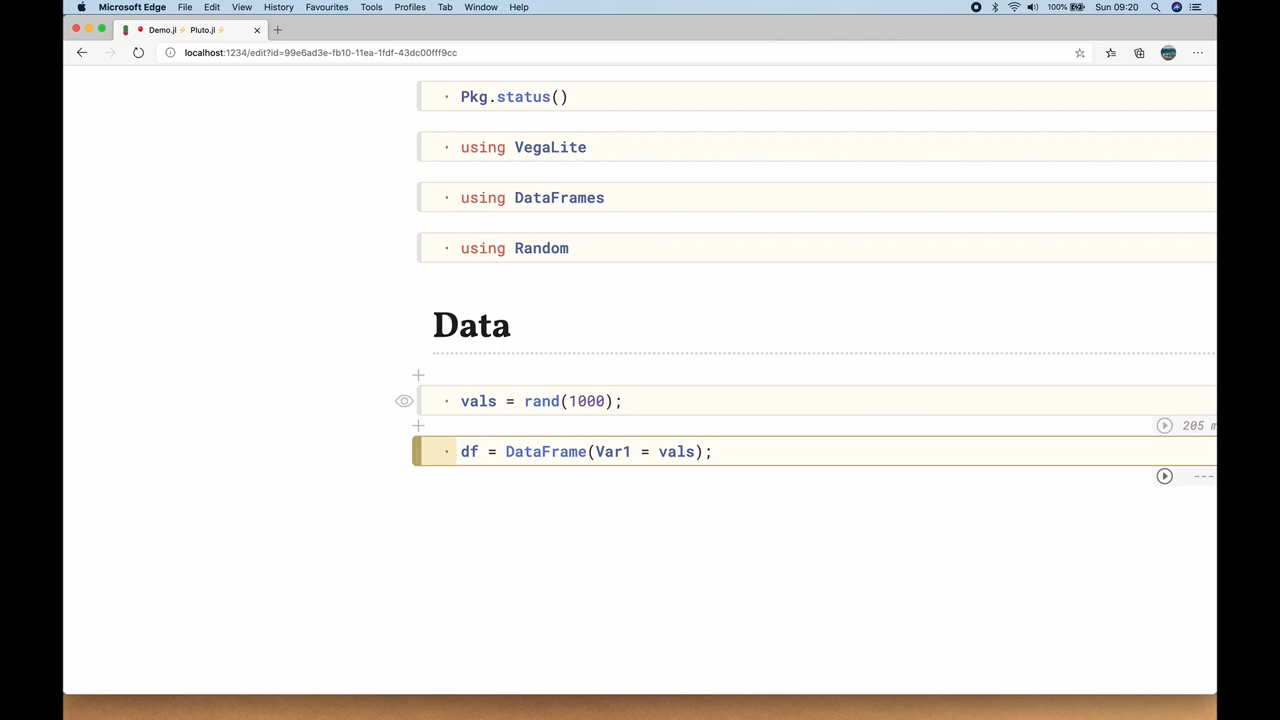 Microsoft Edge File Edit View History Favourites Tools Profiles Tab Window Help 100% Sun 09:20
Demo.jl ⚡ Pluto.jl ⚡
localhost:1234/edit?id=99e6ad3e-fb10-11ea-1fdf-43dc00fff9cc
Pkg.status()
using VegaLite
using DataFrames
using Random
Data
vals = rand(1000);
205 m
df = DataFrame(Var1 = vals);
---